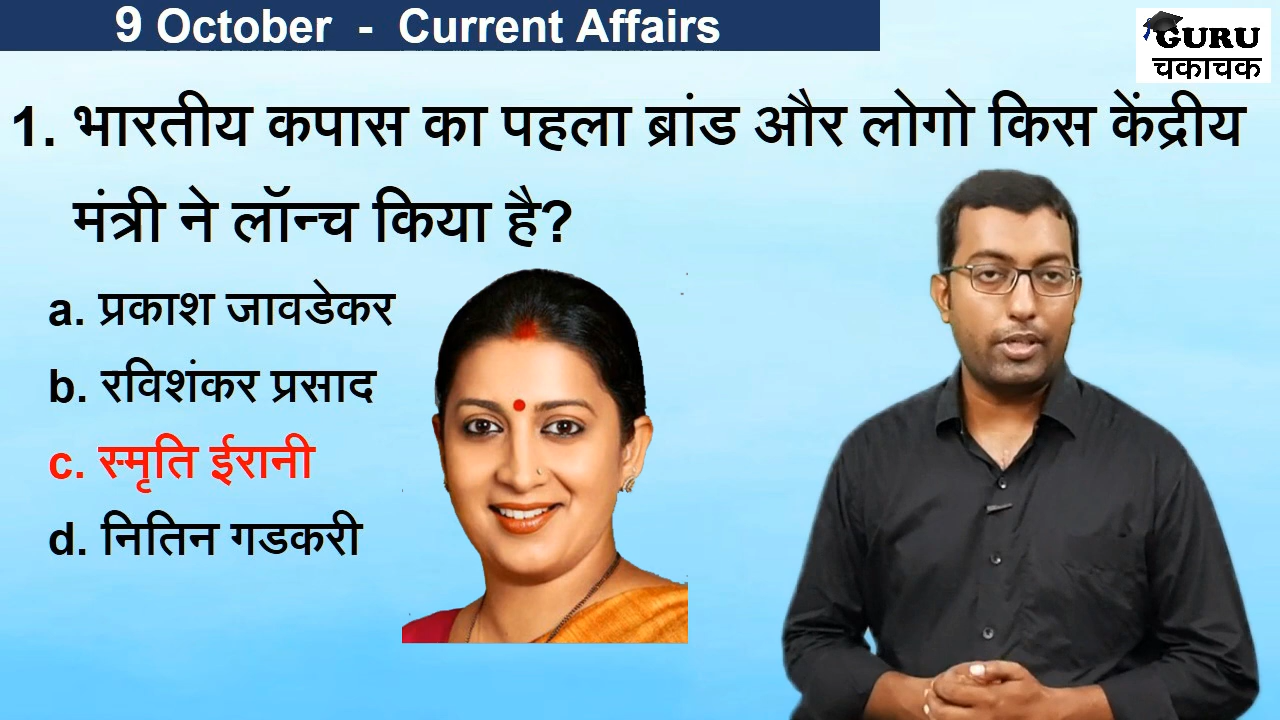 9 October - Current Affairs
GURU
चकाचक
1. भारतीय कपास का पहला ब्रांड और लोगो किस केंद्रीय
मंत्री ने लॉन्च किया है?
a. प्रकाश जावडेकर
b. रविशंकर प्रसाद
c. स्मृति ईरानी
d. नितिन गडकरी